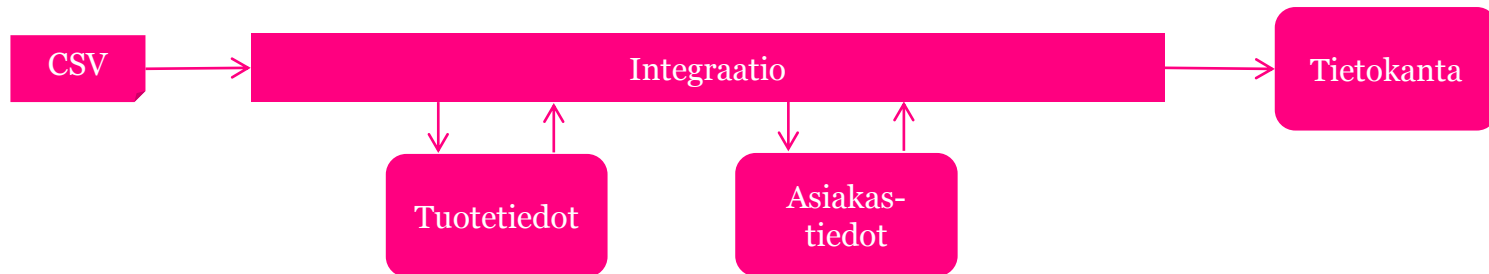 CSV
Integraatio
Tietokanta
Tuotetiedot
Asiakas-
tiedot